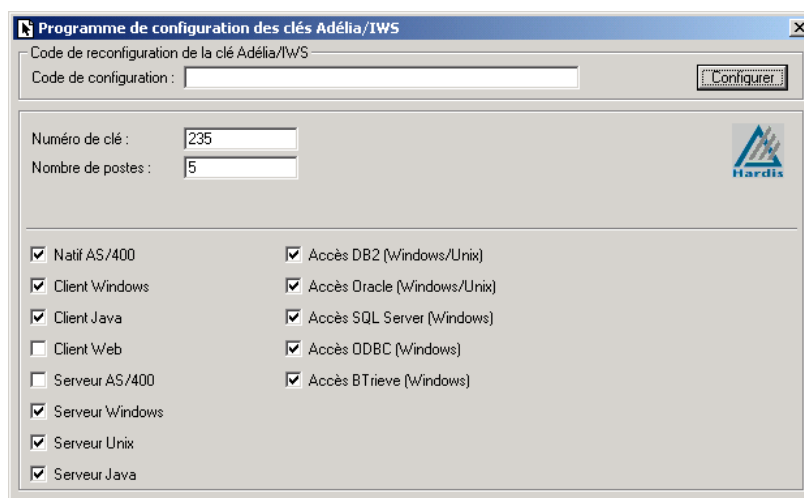 Programme de configuration des clés Adélia/IWS
Code de reconfiguration de la clé Adélia/IWS
Code de configuration :
Configurer
Numéro de clé :
235
Nombre de postes :
5
Hardis
Natif AS/400
Accès DB2 (Windows/Unix)
Client Windows
Accès Oracle (Windows/Unix)
Client Java
Accès SQL Server (Windows)
Client Web
Accès ODBC (Windows)
Serveur AS/400
Accès BTrieve (Windows)
Serveur Windows
Serveur Unix
Serveur Java